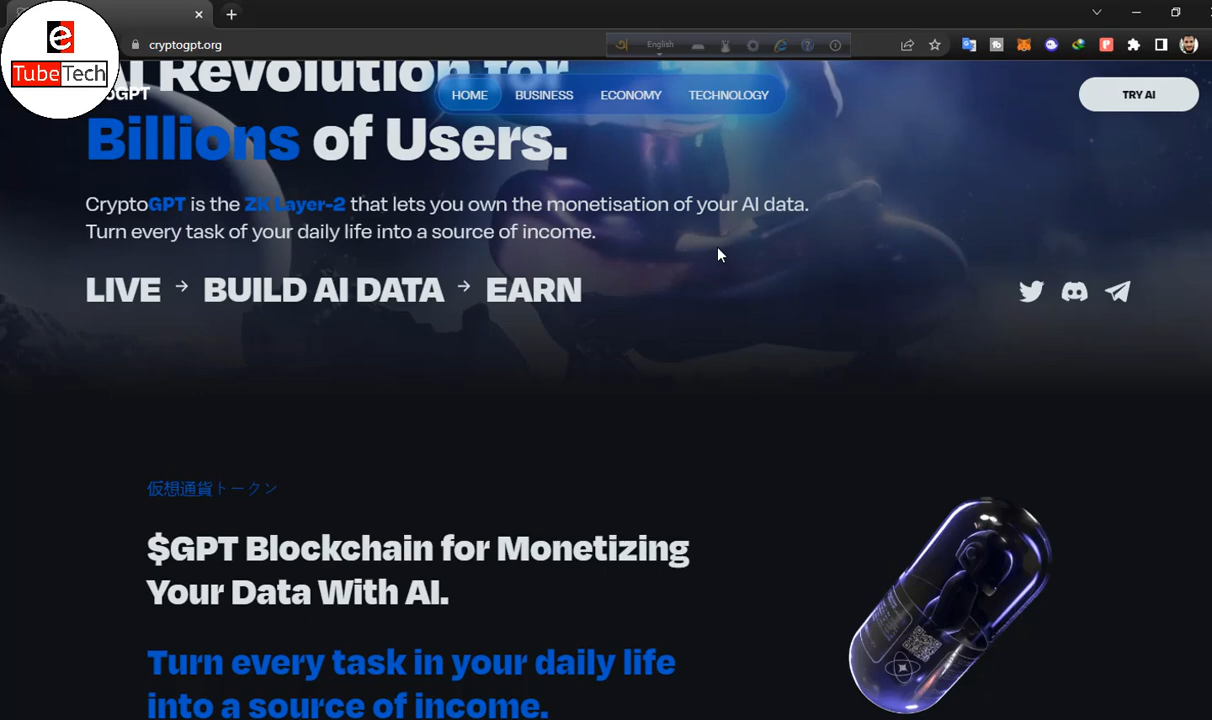 e
TubeTech
cryptogpt.org
English
oGPT
HOME
BUSINESS
ECONOMY
TECHNOLOGY
TRY AI
AI Revolution for
Billions of Users.
CryptoGPT is the ZK Layer-2 that lets you own the monetisation of your AI data.
Turn every task of your daily life into a source of income.
LIVE → BUILD AI DATA → EARN
仮想通貨トークン
$GPT Blockchain for Monetizing
Your Data With AI.
Turn every task in your daily life
into a source of income.